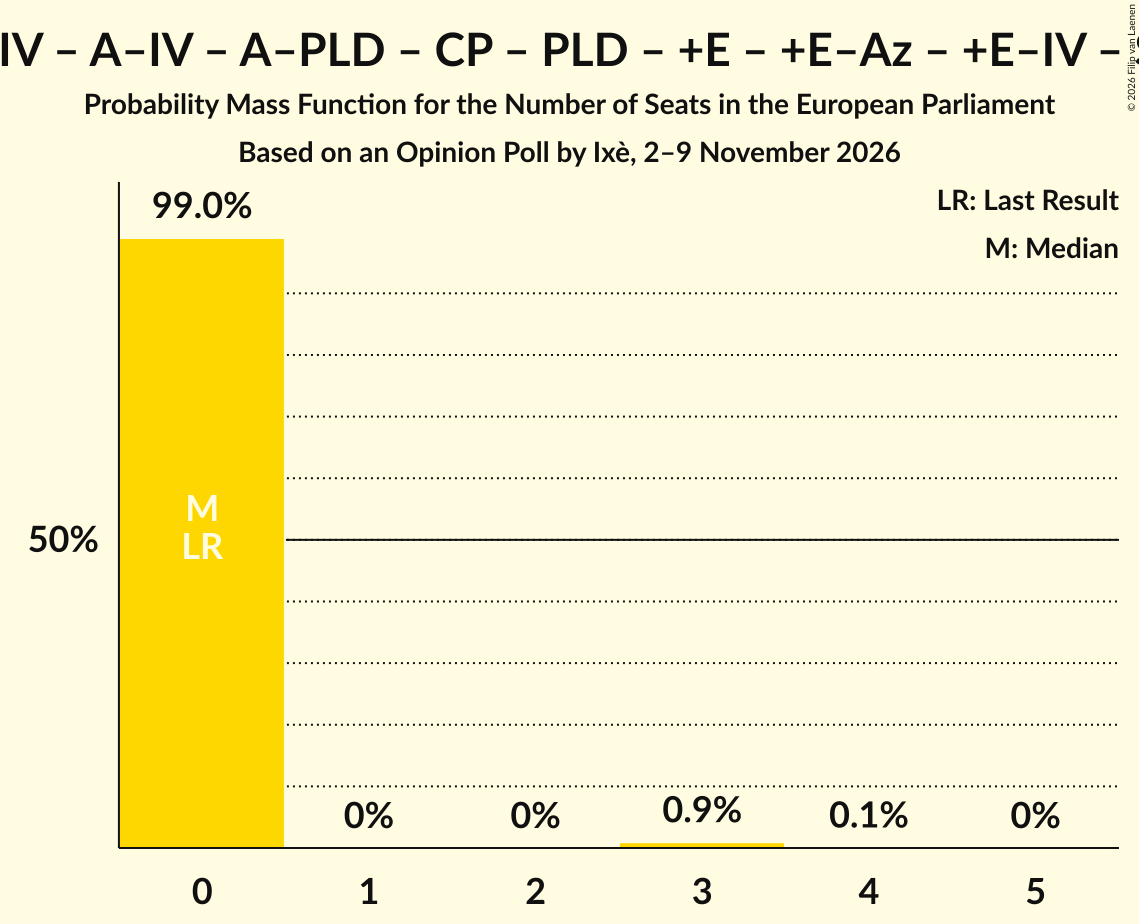 IV – A–IV – A–PLD – CP – PLD – +E – +E–Az – +E–IV –
© 2026 Filip van Laenen
Probability Mass Function for the Number of Seats in the European Parliament
Based on an Opinion Poll by Ixè, 2–9 November 2026
LR: Last Result
M: Median
99.0%
M
LR
50%
0% 0% 0.9% 0.1% 0%
0 1 2 3 4 5